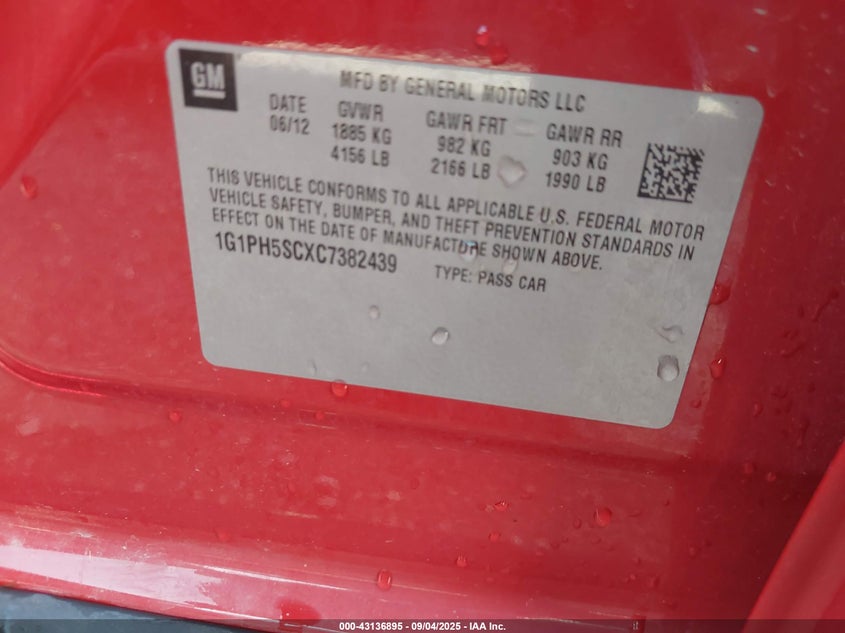 GM
MFD BY GENERAL MOTORS LLC
DATE GVWR GAWR FRT GAWR RR
06/12 1885 KG 982 KG 903 KG
4156 LB 2166 LB 1990 LB
THIS VEHICLE CONFORMS TO ALL APPLICABLE U.S. FEDERAL MOTOR
VEHICLE SAFETY, BUMPER, AND THEFT PREVENTION STANDARDS IN
EFFECT ON THE DATE OF MANUFACTURE SHOWN ABOVE.
1G1PH5SCXC7382439 TYPE: PASS CAR
000-43136895 - 09/04/2025 - IAA Inc.